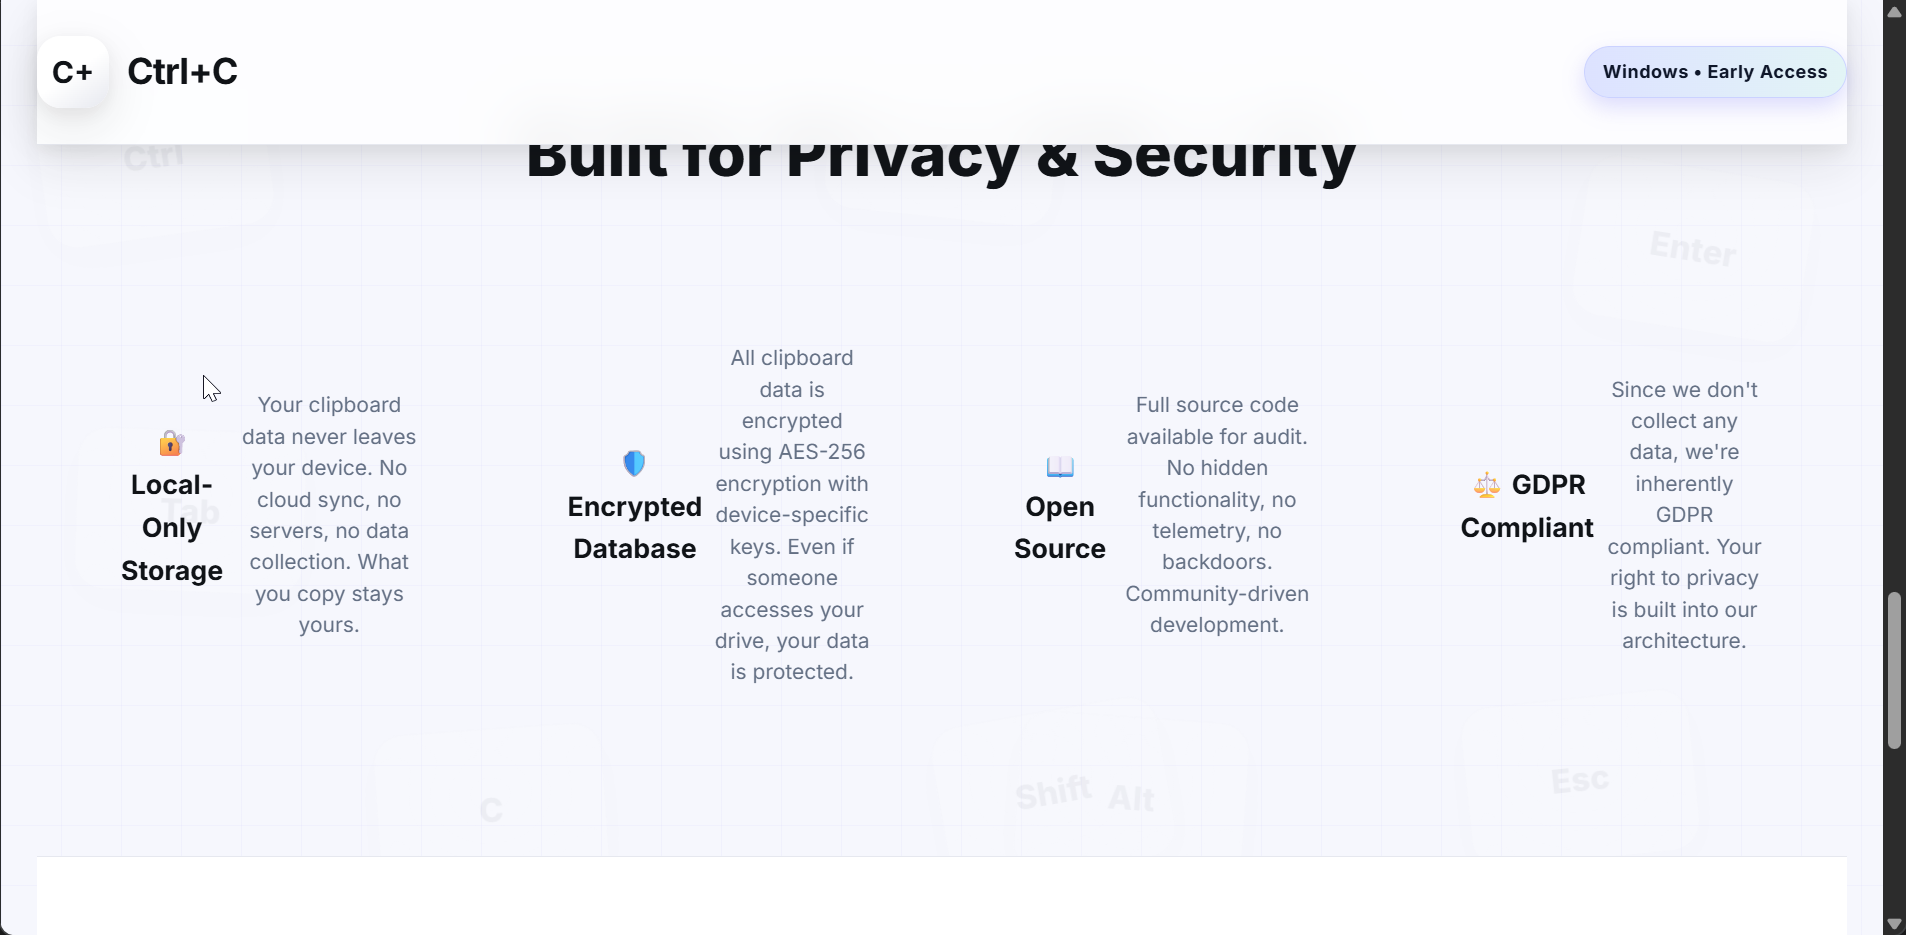 C+ Ctrl+C
Windows • Early Access
Built for Privacy & Security
Ctrl
Enter
🔐
Local-
Only
Storage
Tab
Your clipboard
data never leaves
your device. No
cloud sync, no
servers, no data
collection. What
you copy stays
yours.
🛡️
Encrypted
Database
All clipboard
data is
encrypted
using AES-256
encryption with
device-specific
keys. Even if
someone
accesses your
drive, your data
is protected.
📖
Open
Source
Full source code
available for audit.
No hidden
functionality, no
telemetry, no
backdoors.
Community-driven
development.
⚖️ GDPR
Compliant
Since we don't
collect any
data, we're
inherently
GDPR
compliant. Your
right to privacy
is built into our
architecture.
C
Shift
Alt
Esc